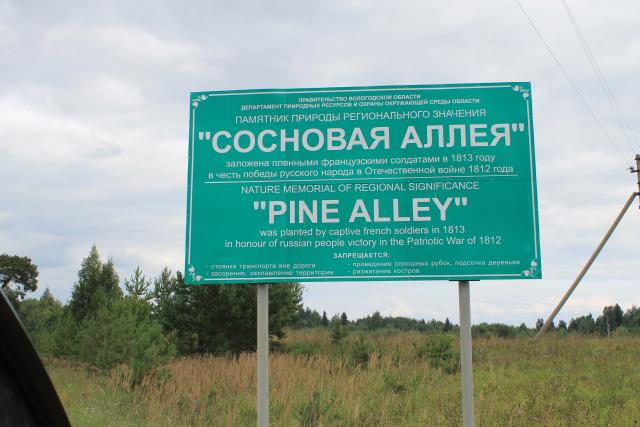 ПРАВИТЕЛЬСТВО ВОЛОГОДСКОЙ ОБЛАСТИ
ДЕПАРТАМЕНТ ПРИРОДНЫХ РЕСУРСОВ И ОХРАНЫ ОКРУЖАЮЩЕЙ СРЕДЫ ОБЛАСТИ
ПАМЯТНИК ПРИРОДЫ РЕГИОНАЛЬНОГО ЗНАЧЕНИЯ
"СОСНОВАЯ АЛЛЕЯ"
заложена пленными французскими солдатами в 1813 году
в честь победы русского народа в Отечественной войне 1812 года
NATURE MEMORIAL OF REGIONAL SIGNIFICANCE
"PINE ALLEY"
was planted by captive french soldiers in 1813
in honour of russian people victory in the Patriotic War of 1812
ЗАПРЕЩАЕТСЯ:
- стоянка транспорта вне дороги - проведение сплошных рубок, подсочка деревьев
- засорение, захламление территории - разжигание костров